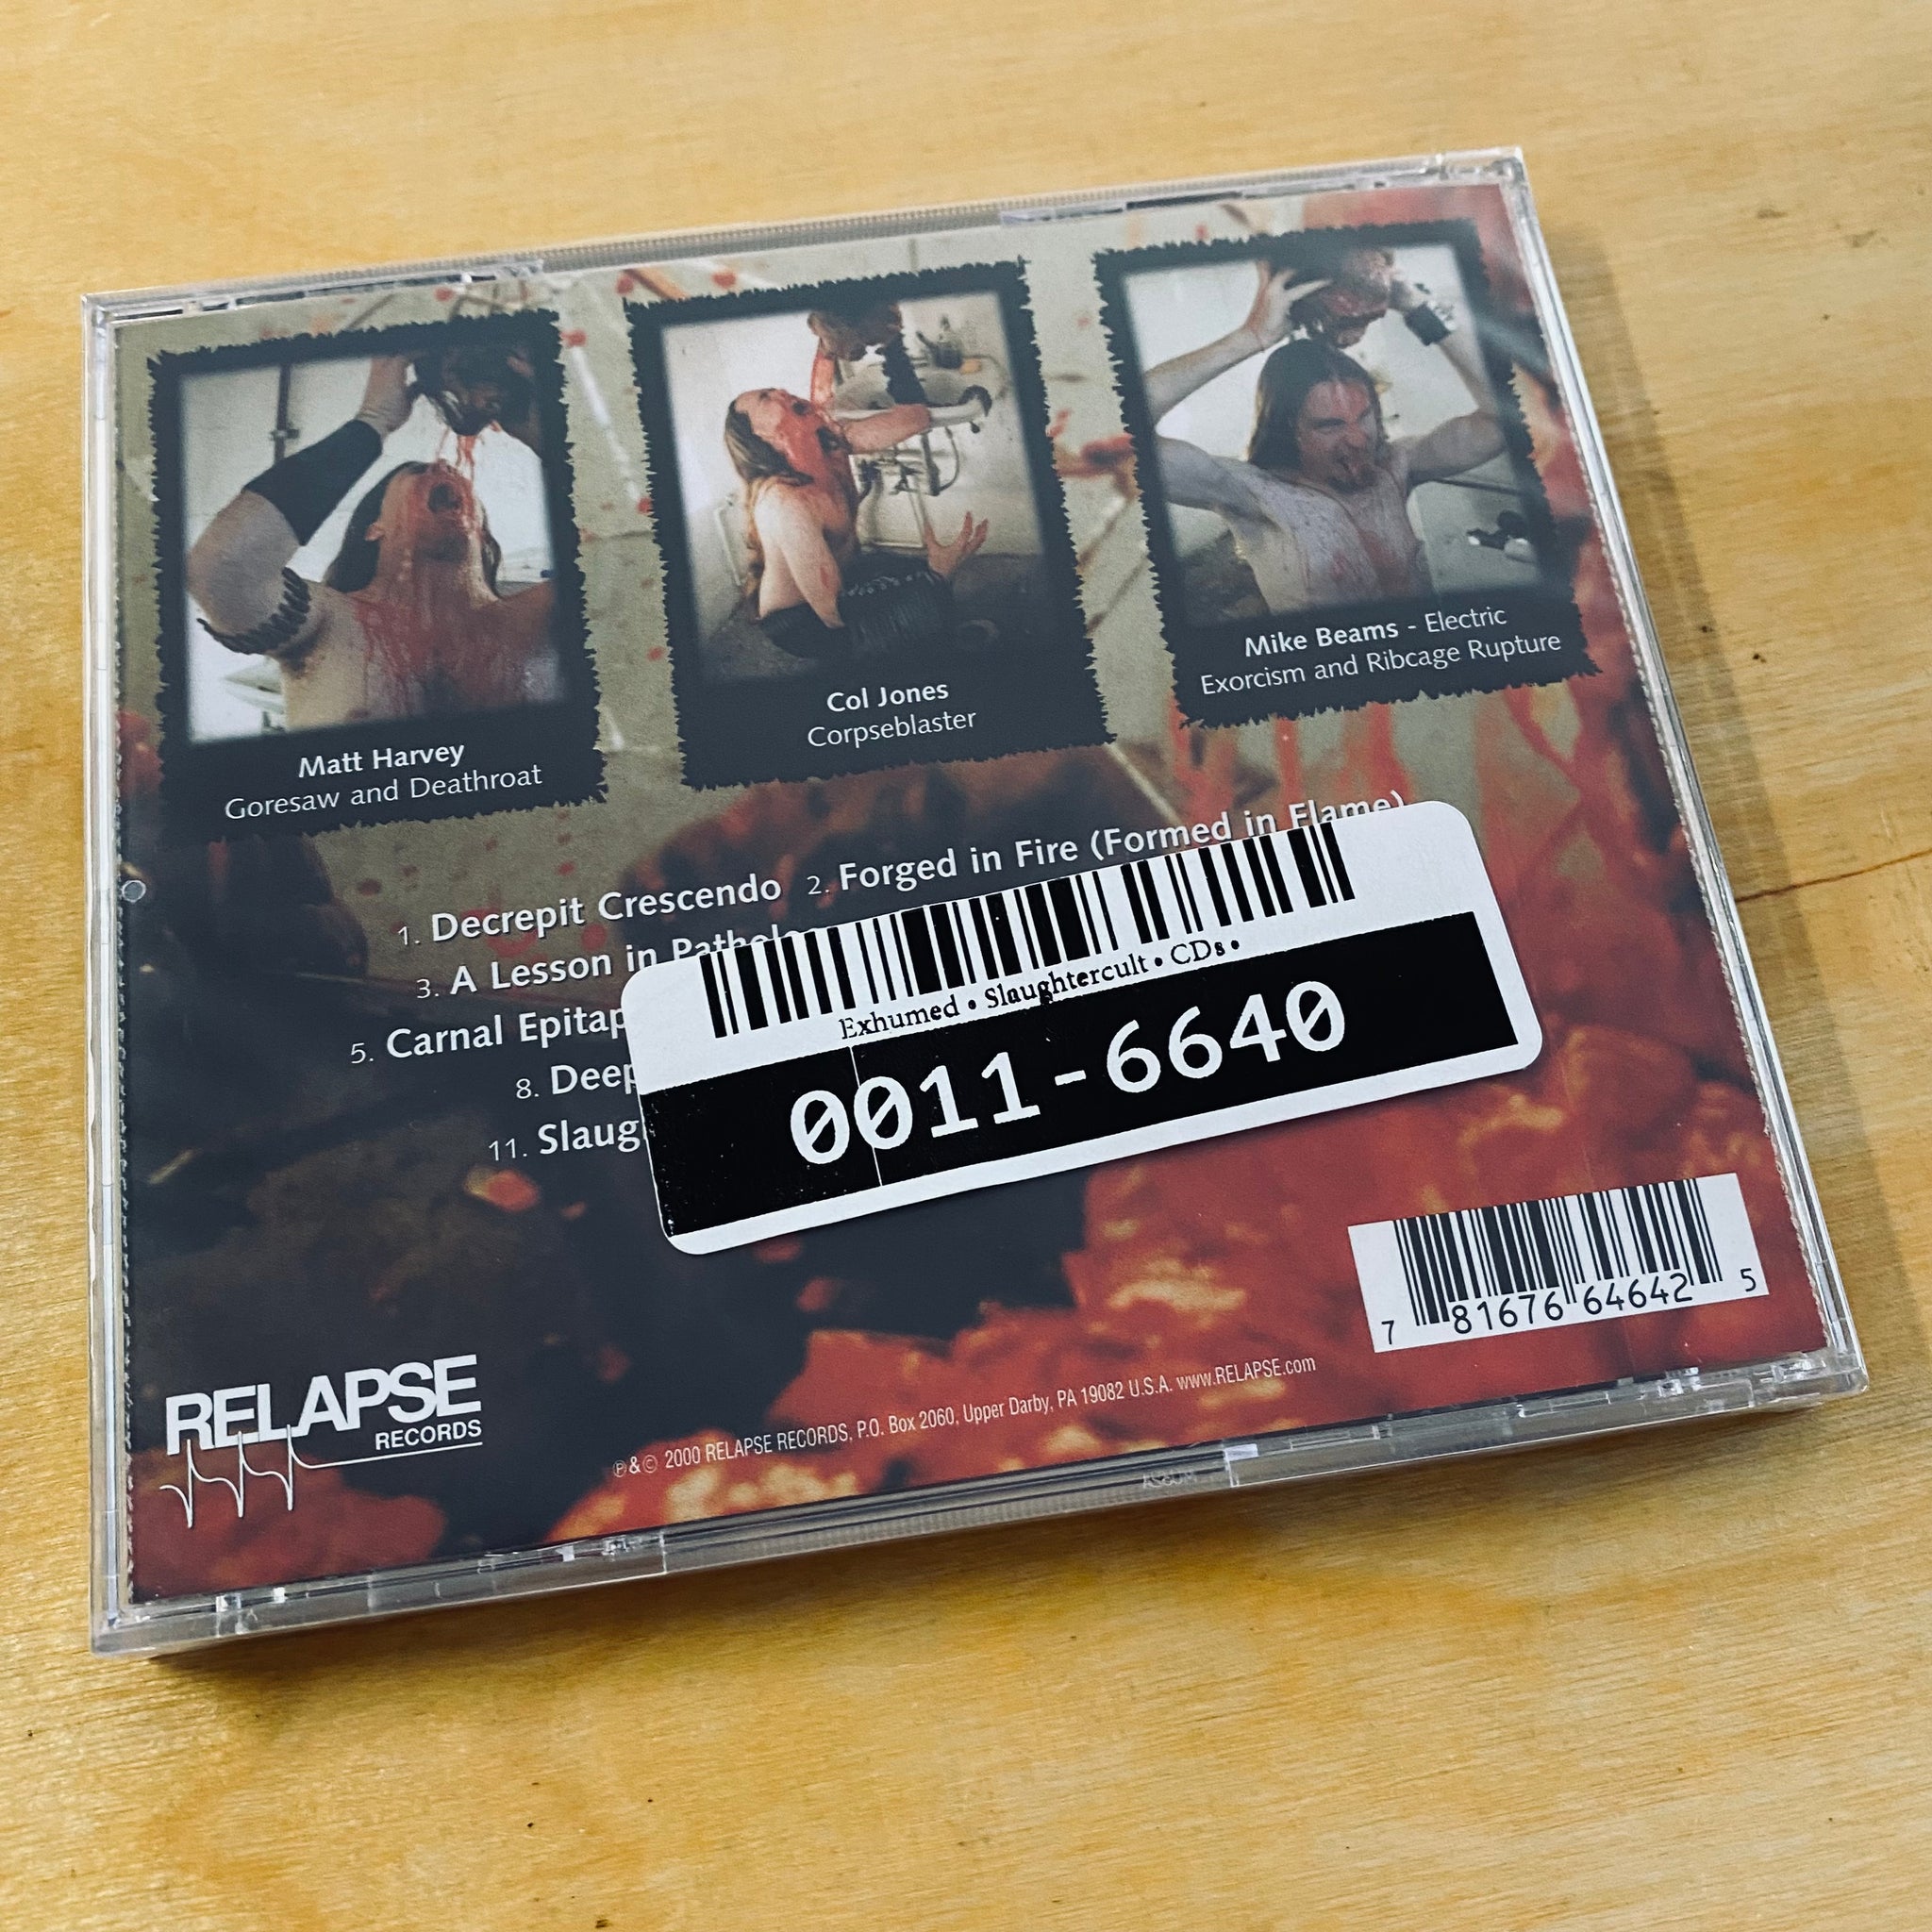 Matt Harvey
Goresaw and Deathroat
Col Jones
Corpseblaster
Mike Beams - Electric
Exorcism and Ribcage Rupture
1. Decrepit Crescendo 2. Forged in Fire (Formed in Flame)
3. A Lesson in
5. Carnal
8.
11.
Exhumed • Slaughtercult • CDs •
0011-6640
7 81676 64642 5
RELAPSE
RECORDS
℗&© 2000 RELAPSE RECORDS, P.O. Box 2060, Upper Darby, PA 19082 U.S.A. www.RELAPSE.com